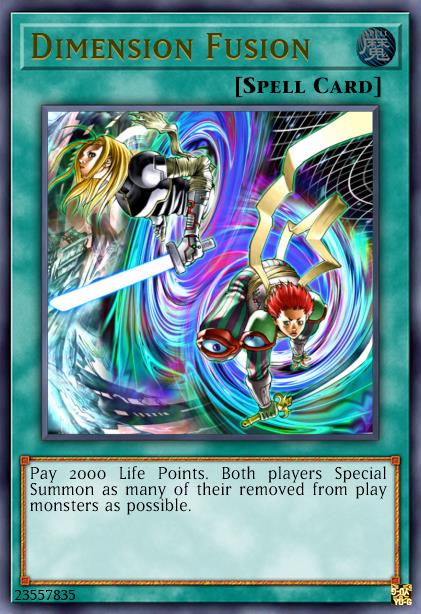 DIMENSION FUSION
魔
[SPELL CARD]
Pay 2000 Life Points. Both players Special
Summon as many of their removed from play
monsters as possible.
23557835